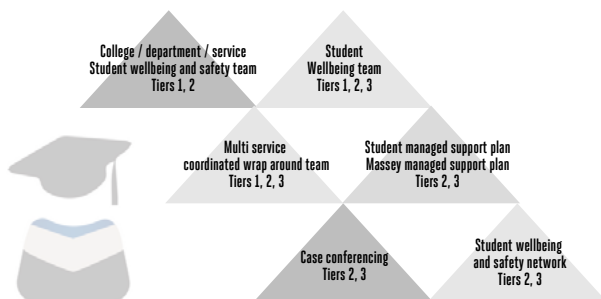 College / department / service
Student wellbeing and safety team
Tiers 1, 2
Student
Wellbeing team
Tiers 1, 2, 3
Multi service
coordinated wrap around team
Tiers 1, 2, 3
Student managed support plan
Massey managed support plan
Tiers 2, 3
Case conferencing
Tiers 2, 3
Student wellbeing
and safety network
Tiers 2, 3